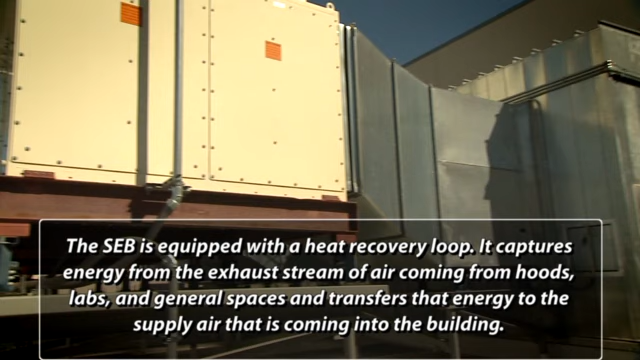 The SEB is equipped with a heat recovery loop. It captures
energy from the exhaust stream of air coming from hoods,
labs, and general spaces and transfers that energy to the
supply air that is coming into the building.